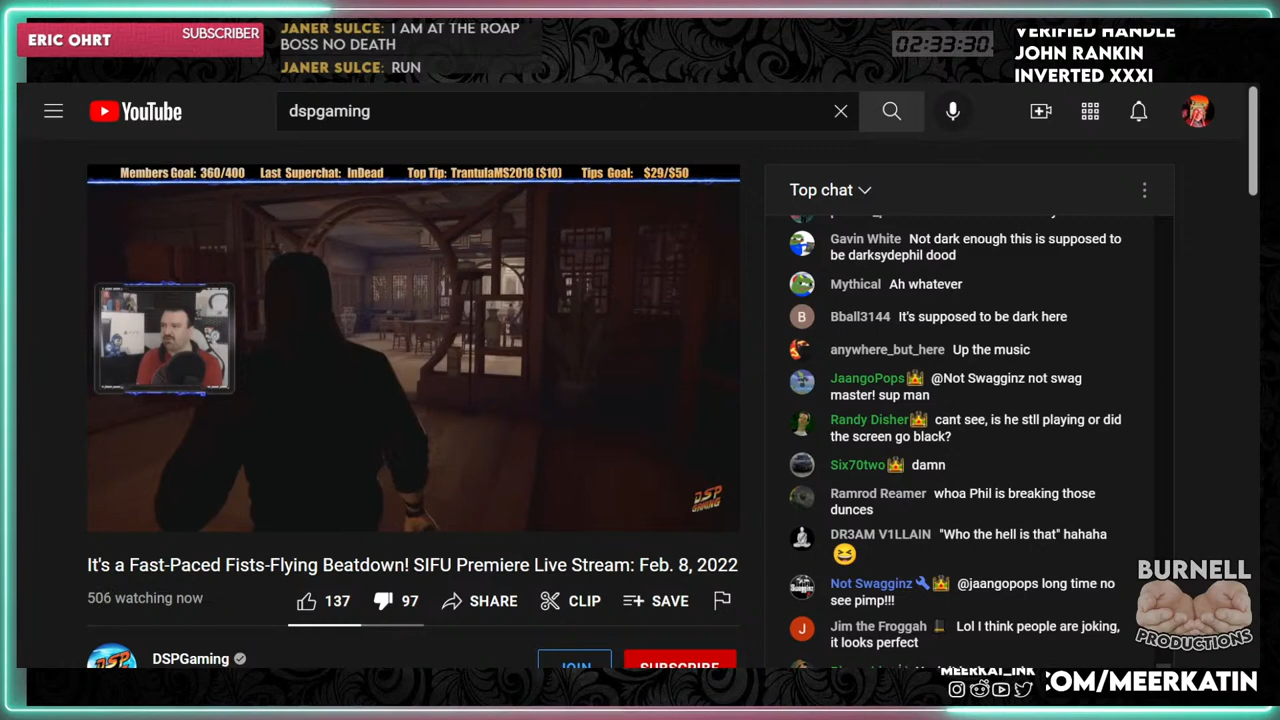 ERIC OHRT
SUBSCRIBER
JANER SULCE: I AM AT THE ROAP
BOSS NO DEATH
JANER SULCE: RUN
02:33:30
VERIFIED HANDLE
JOHN RANKIN
INVERTED XXXI
YouTube
dspgaming
Members Goal: 360/400 Last Superchat: InDead Top Tip: TrantulaMS2018 ($10) Tips Goal: $29/$50
DSP
GAMING
It's a Fast-Paced Fists-Flying Beatdown! SIFU Premiere Live Stream: Feb. 8, 2022
506 watching now
137
97
SHARE
CLIP
SAVE
DSPGaming
JOIN
SUBSCRIBE
Top chat
Gavin White Not dark enough this is supposed to
be darksydephil dood
Mythical Ah whatever
B
Bball3144 It's supposed to be dark here
anywhere_but_here Up the music
JaangoPops @Not Swagginz not swag
master! sup man
Randy Disher cant see, is he stll playing or did
the screen go black?
Six70two damn
Ramrod Reamer whoa Phil is breaking those
dunces
DR3AM V1LLAIN "Who the hell is that" hahaha
Not Swagginz @jaangopops long time no
see pimp!!!
J
Jim the Froggah Lol I think people are joking,
it looks perfect
BURNELL
PRODUCTIONS
MEERKAT_INK
.COM/MEERKATIN